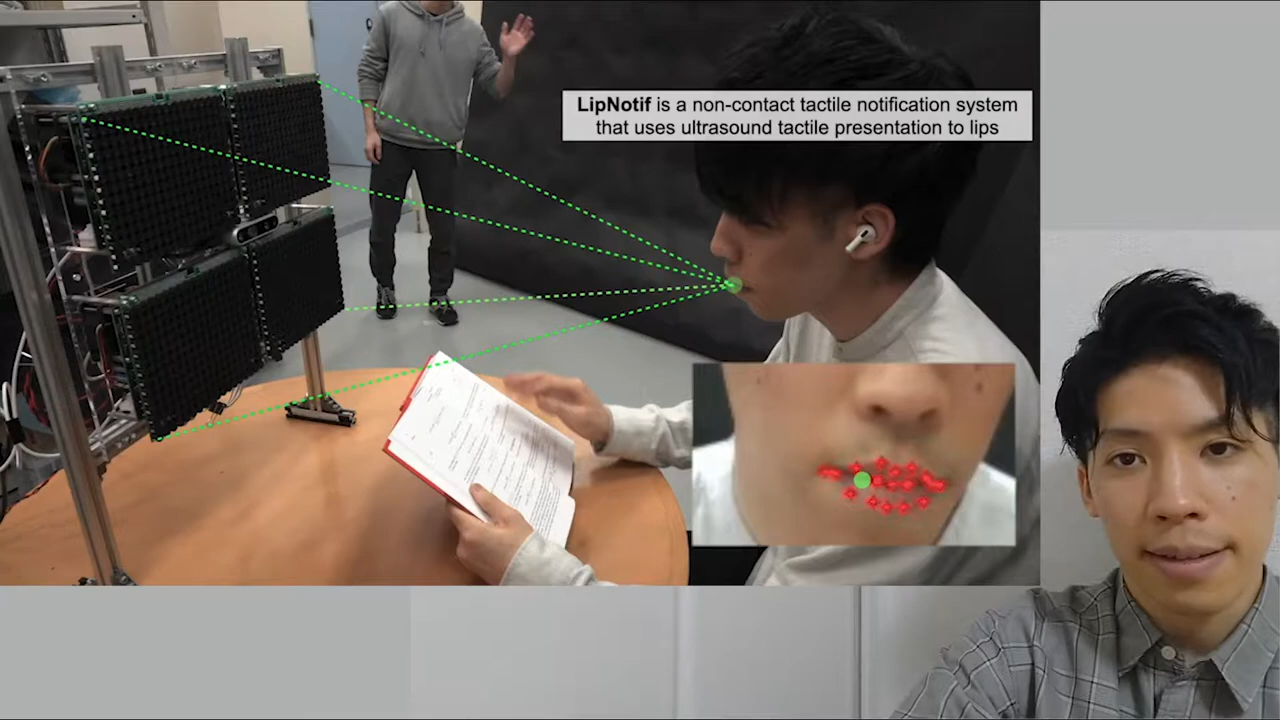 LipNotif is a non-contact tactile notification system
that uses ultrasound tactile presentation to lips